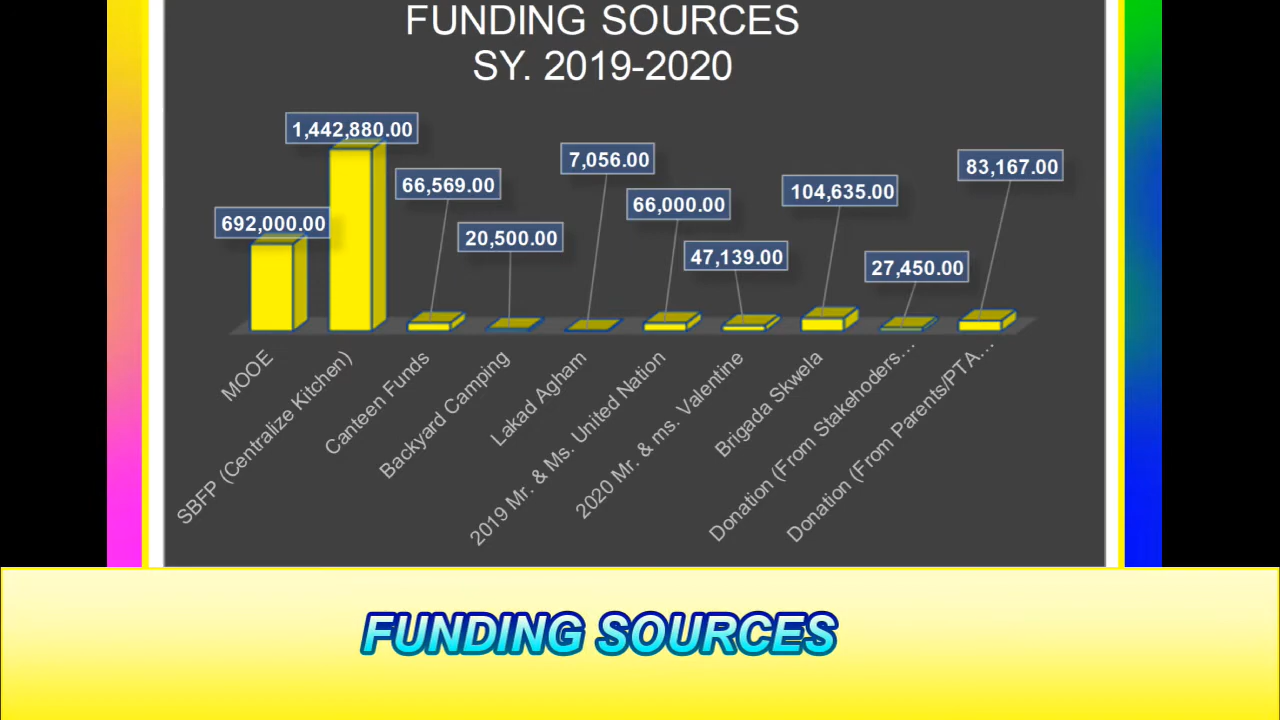 FUNDING SOURCES
SY. 2019-2020
1,442,880.00
7,056.00
83,167.00
66,569.00
104,635.00
66,000.00
692,000.00
20,500.00
47,139.00
27,450.00
MOOE
SBFP (Centralize Kitchen)
Canteen Funds
Backyard Camping
Lakad Agham
2019 Mr. & Ms. United Nation
2020 Mr. & ms. Valentine
Brigada Skwela
Donation (From Stakehoders…
Donation (From Parents/PTA…
FUNDING SOURCES